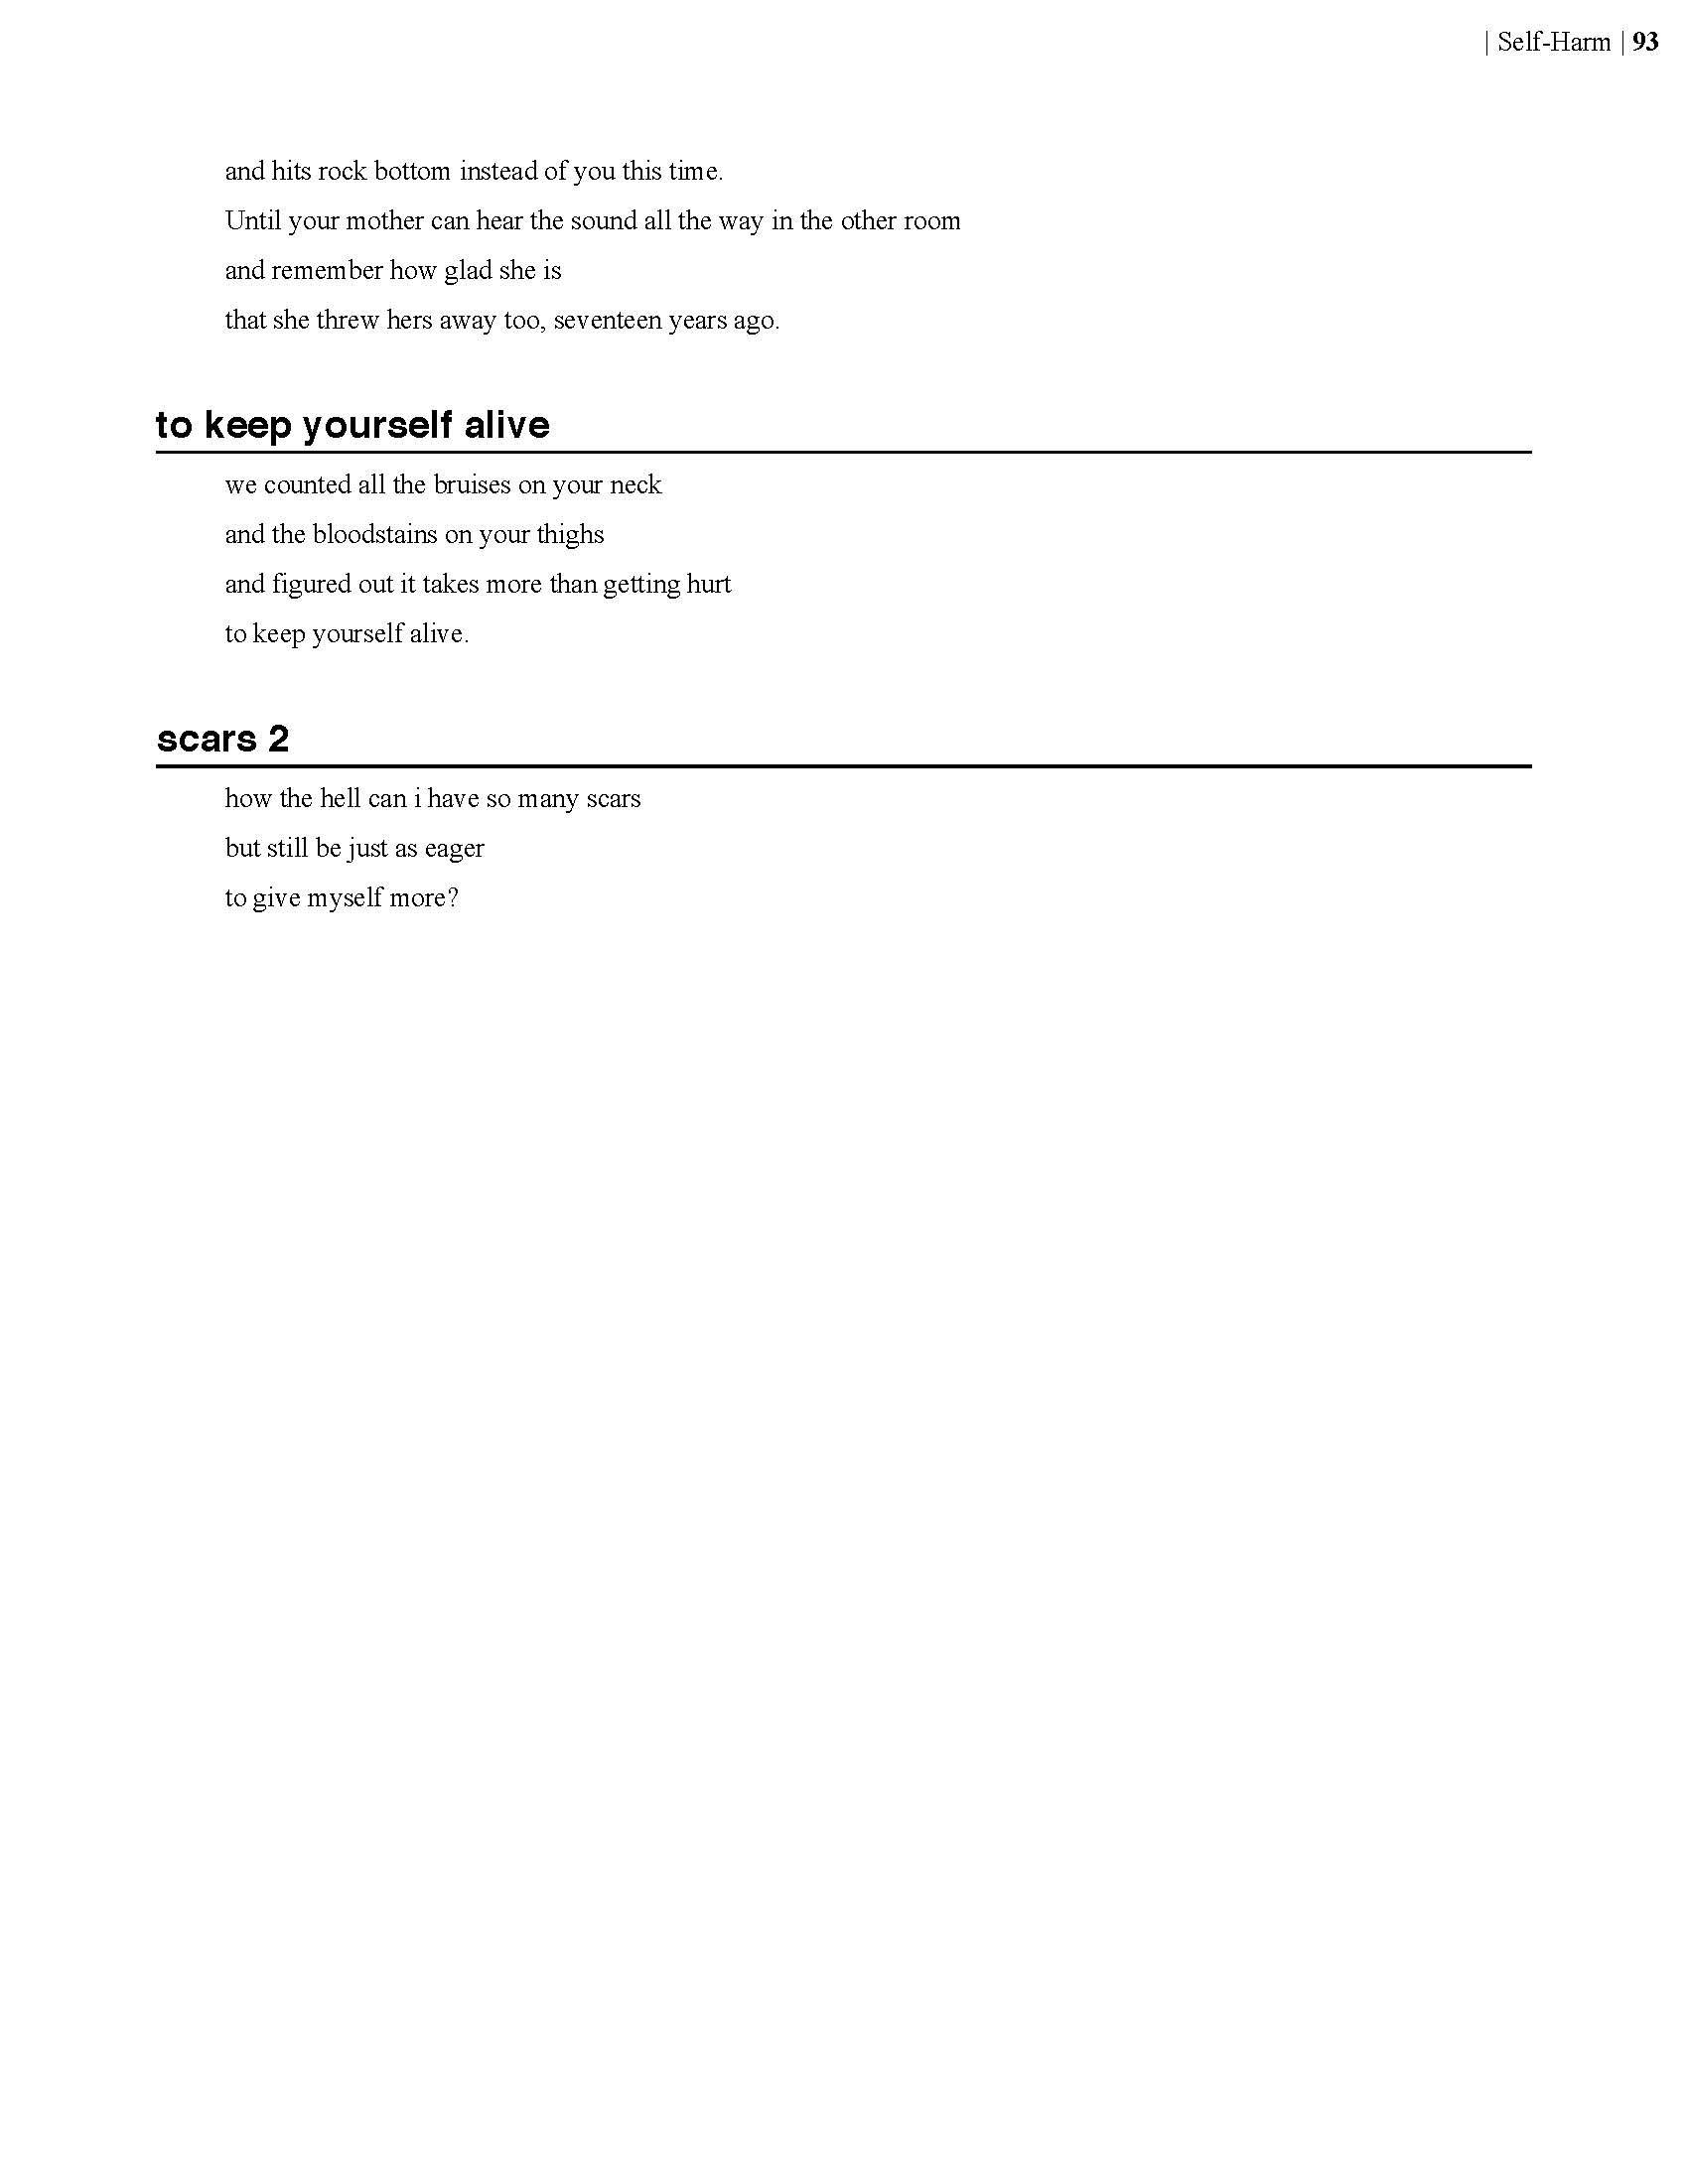 | Self-Harm | 93
and hits rock bottom instead of you this time.
Until your mother can hear the sound all the way in the other room
and remember how glad she is
that she threw hers away too, seventeen years ago.
to keep yourself alive
we counted all the bruises on your neck
and the bloodstains on your thighs
and figured out it takes more than getting hurt
to keep yourself alive.
scars 2
how the hell can i have so many scars
but still be just as eager
to give myself more?